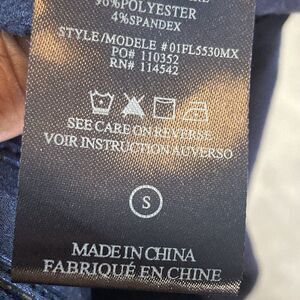 96%POLYESTER
4%SPANDEX
STYLE/MODELE # 01FL5530MX
PO# 110352
RN# 114542
SEE CARE ON REVERSE
VOIR INSTRUCTION AUVERSO
S
MADE IN CHINA
FABRIQUÉ EN CHINE